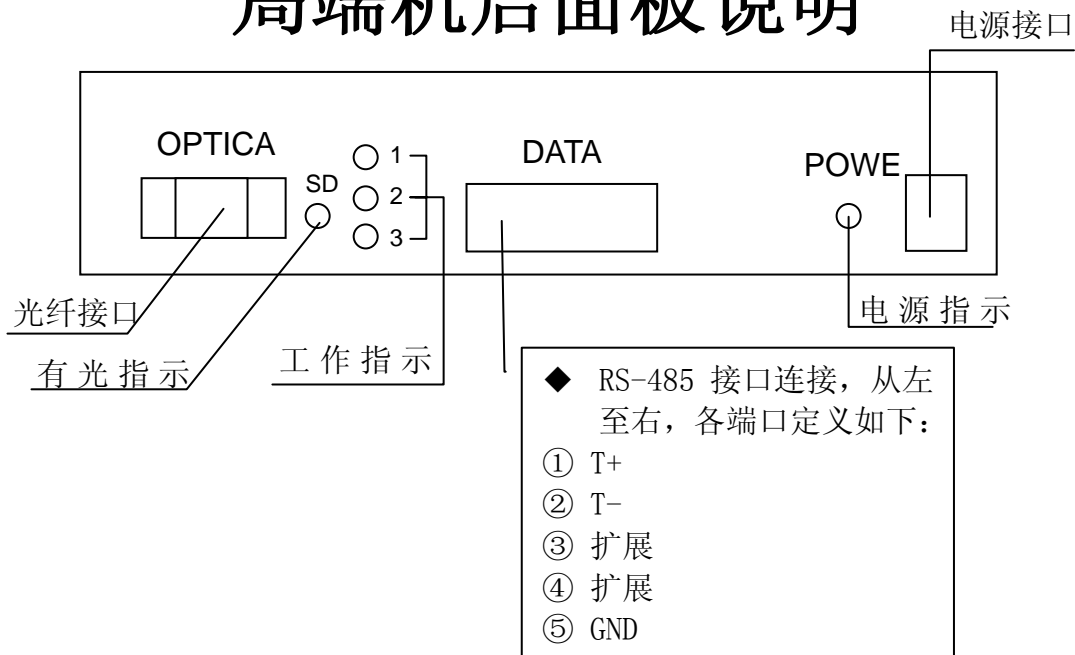 局端机后面板说明
电源接口
OPTICA
SD
1
2
3
DATA
POWE
光纤接口
有光指示
工作指示
电源指示
◆ RS-485 接口连接，从左
至右，各端口定义如下：
① T+
② T-
③ 扩展
④ 扩展
⑤ GND